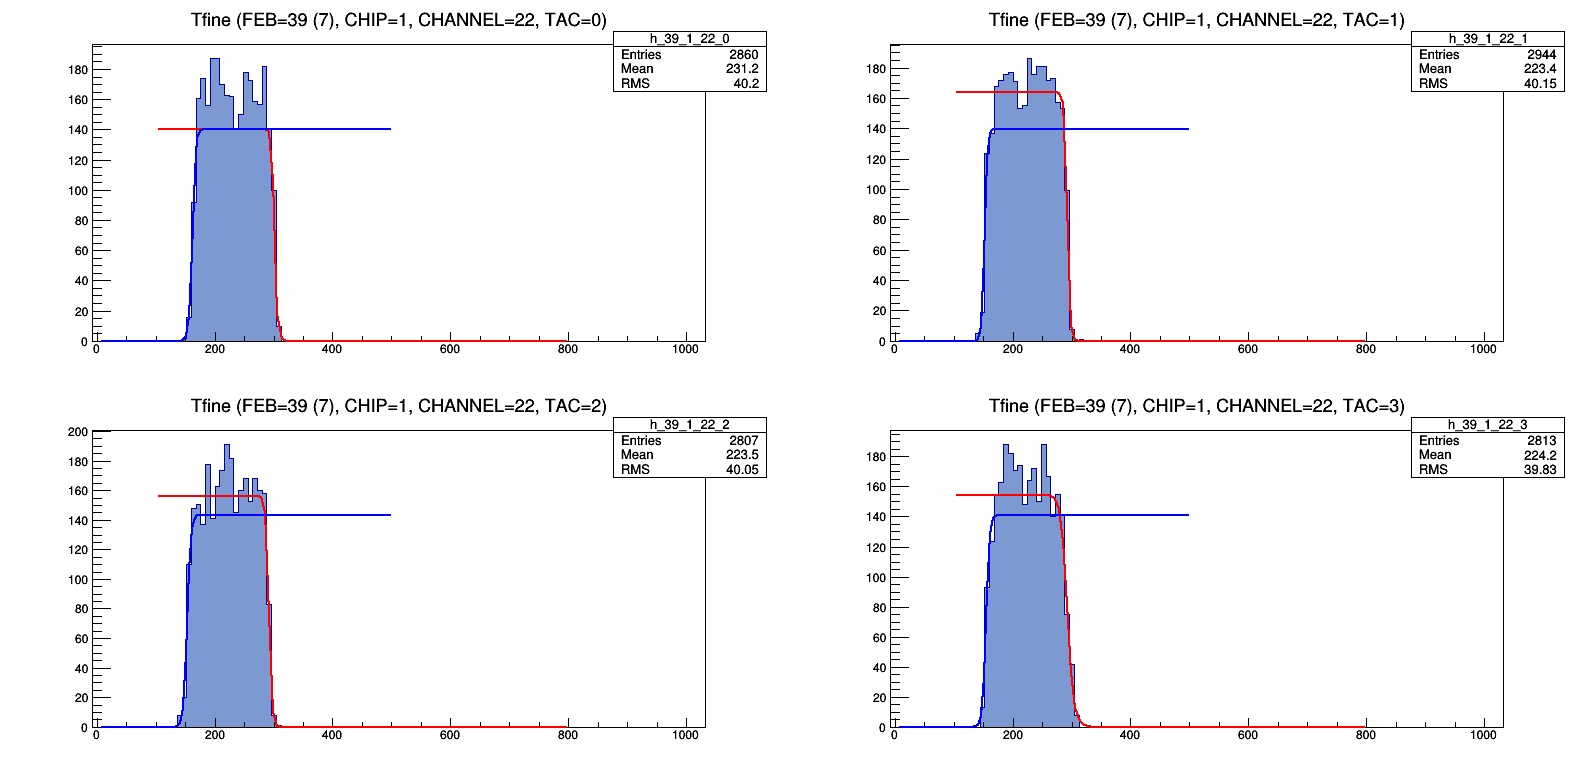 Tfine (FEB=39 (7), CHIP=1, CHANNEL=22, TAC=0)
h_39_1_22_0
Entries 2860
Mean 231.2
RMS 40.2
180
160
140
120
100
80
60
40
20
0
0 200 400 600 800 1000
Tfine (FEB=39 (7), CHIP=1, CHANNEL=22, TAC=1)
h_39_1_22_1
Entries 2944
Mean 223.4
RMS 40.15
180
160
140
120
100
80
60
40
20
0
0 200 400 600 800 1000
Tfine (FEB=39 (7), CHIP=1, CHANNEL=22, TAC=2)
h_39_1_22_2
Entries 2807
Mean 223.5
RMS 40.05
200
180
160
140
120
100
80
60
40
20
0
0 200 400 600 800 1000
Tfine (FEB=39 (7), CHIP=1, CHANNEL=22, TAC=3)
h_39_1_22_3
Entries 2813
Mean 224.2
RMS 39.83
180
160
140
120
100
80
60
40
20
0
0 200 400 600 800 1000